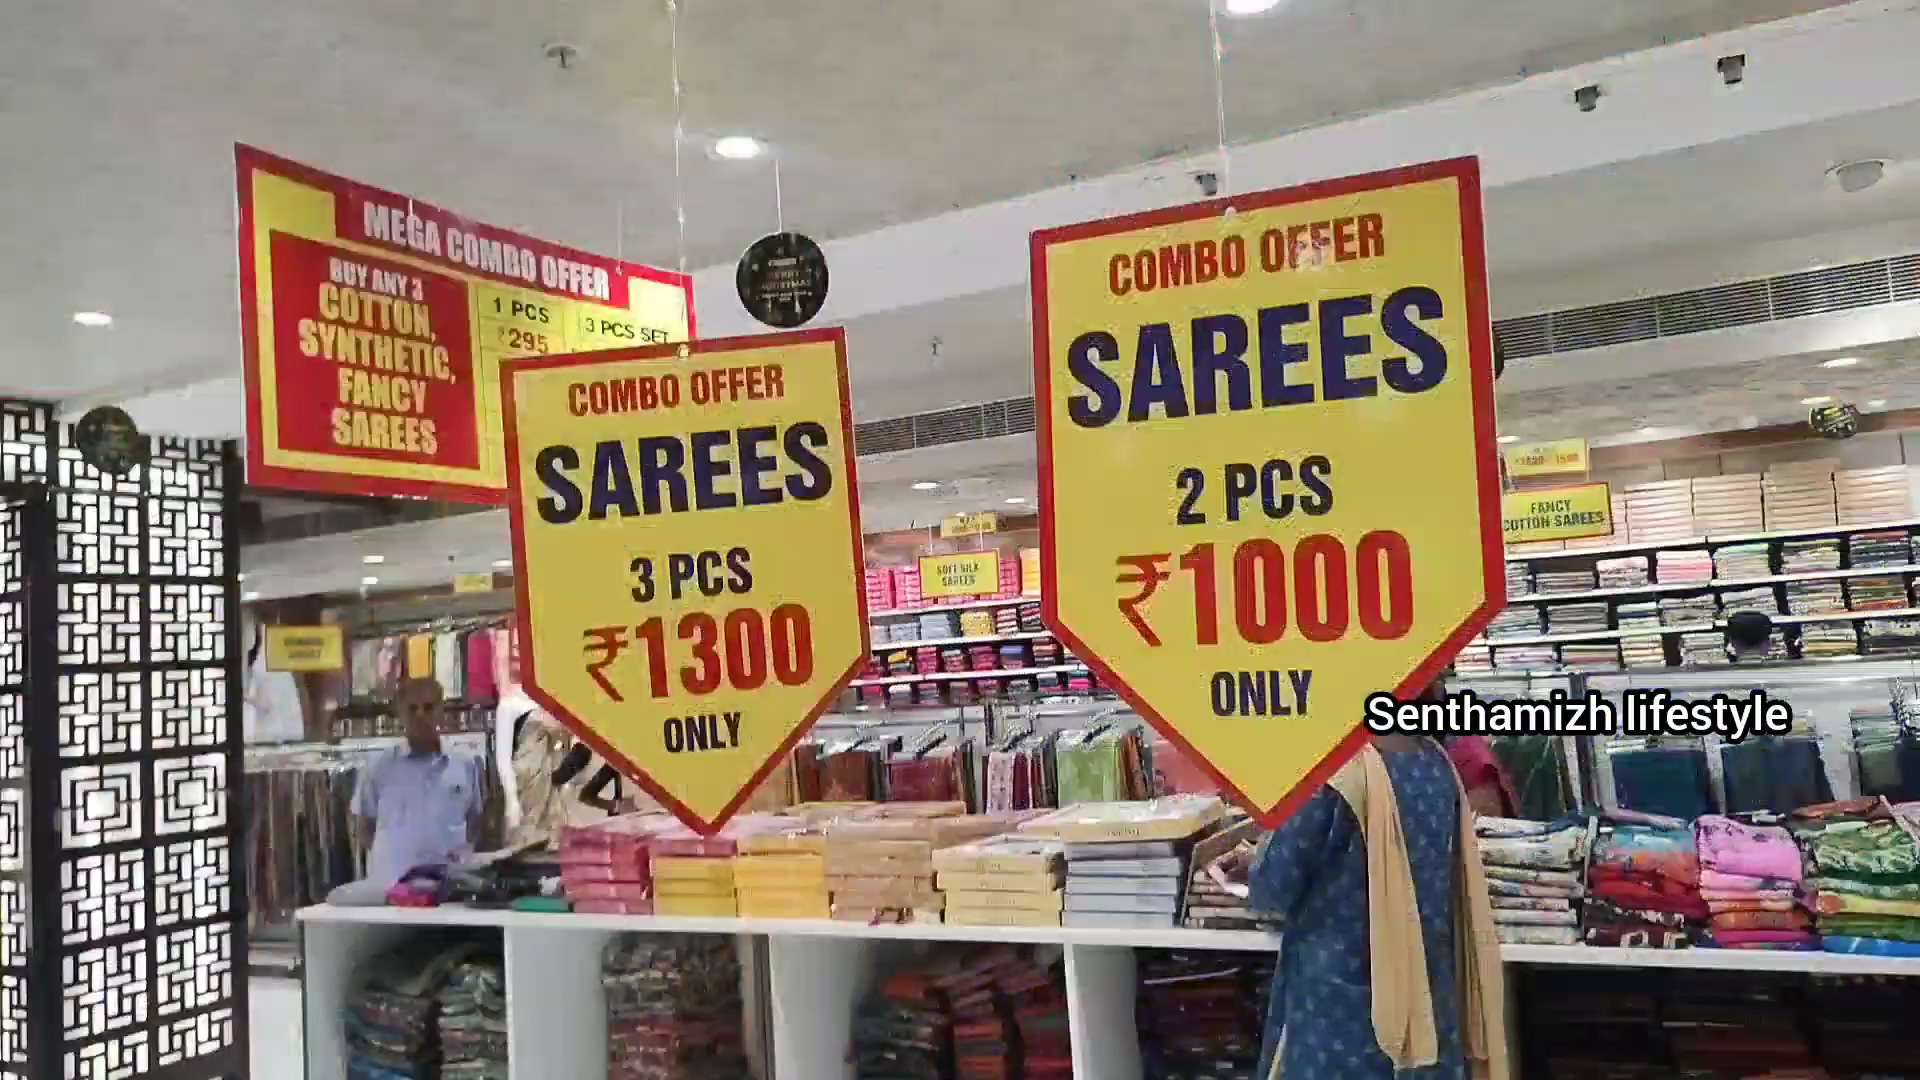 MEGA COMBO OFFER
BUY ANY 3
COTTON,
SYNTHETIC,
FANCY
SAREES
1 PCS
3 PCS SET
₹295
COMBO OFFER
SAREES
3 PCS
₹1300
ONLY
COMBO OFFER
SAREES
2 PCS
₹1000
ONLY
SOFT SILK
SAREES
FANCY
COTTON SAREES
Senthamizh lifestyle